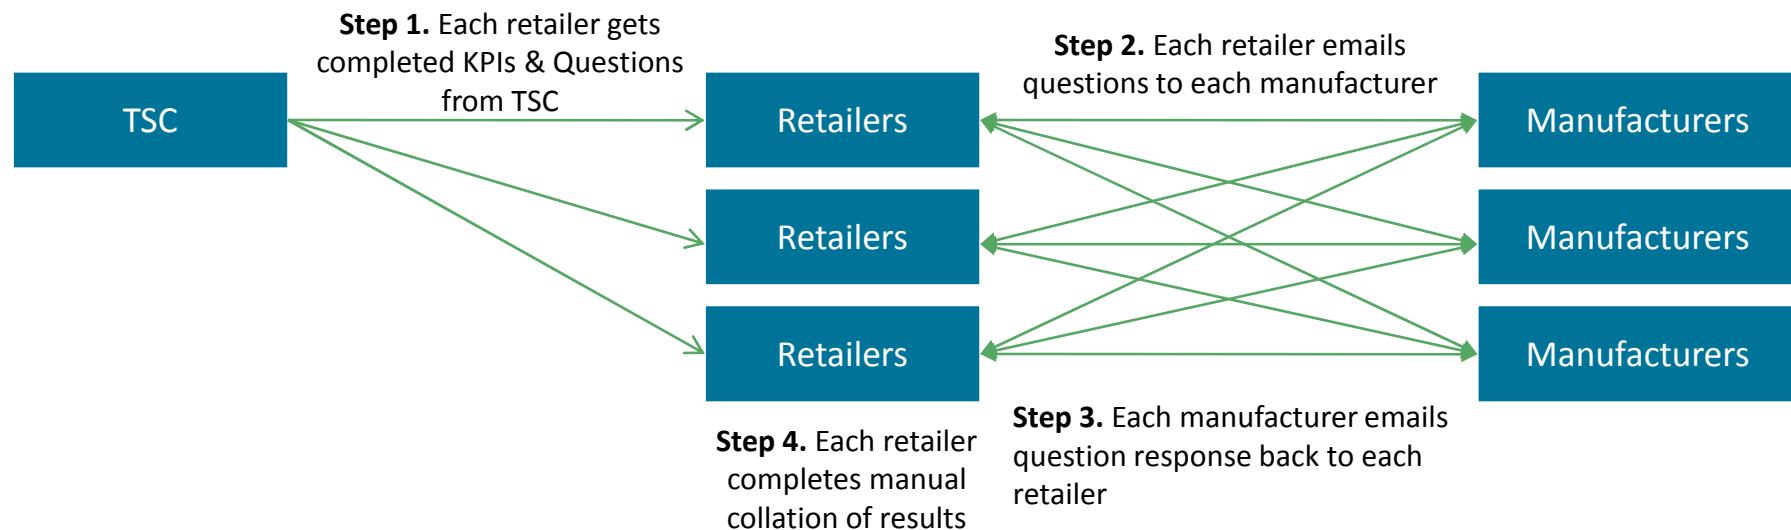 Step 1. Each retailer gets
completed KPIs & Questions
from TSC
Step 2. Each retailer emails
questions to each manufacturer
TSC
Retailers
Manufacturers
Retailers
Manufacturers
Retailers
Manufacturers
Step 4. Each retailer
completes manual
collation of results
Step 3. Each manufacturer emails
question response back to each
retailer